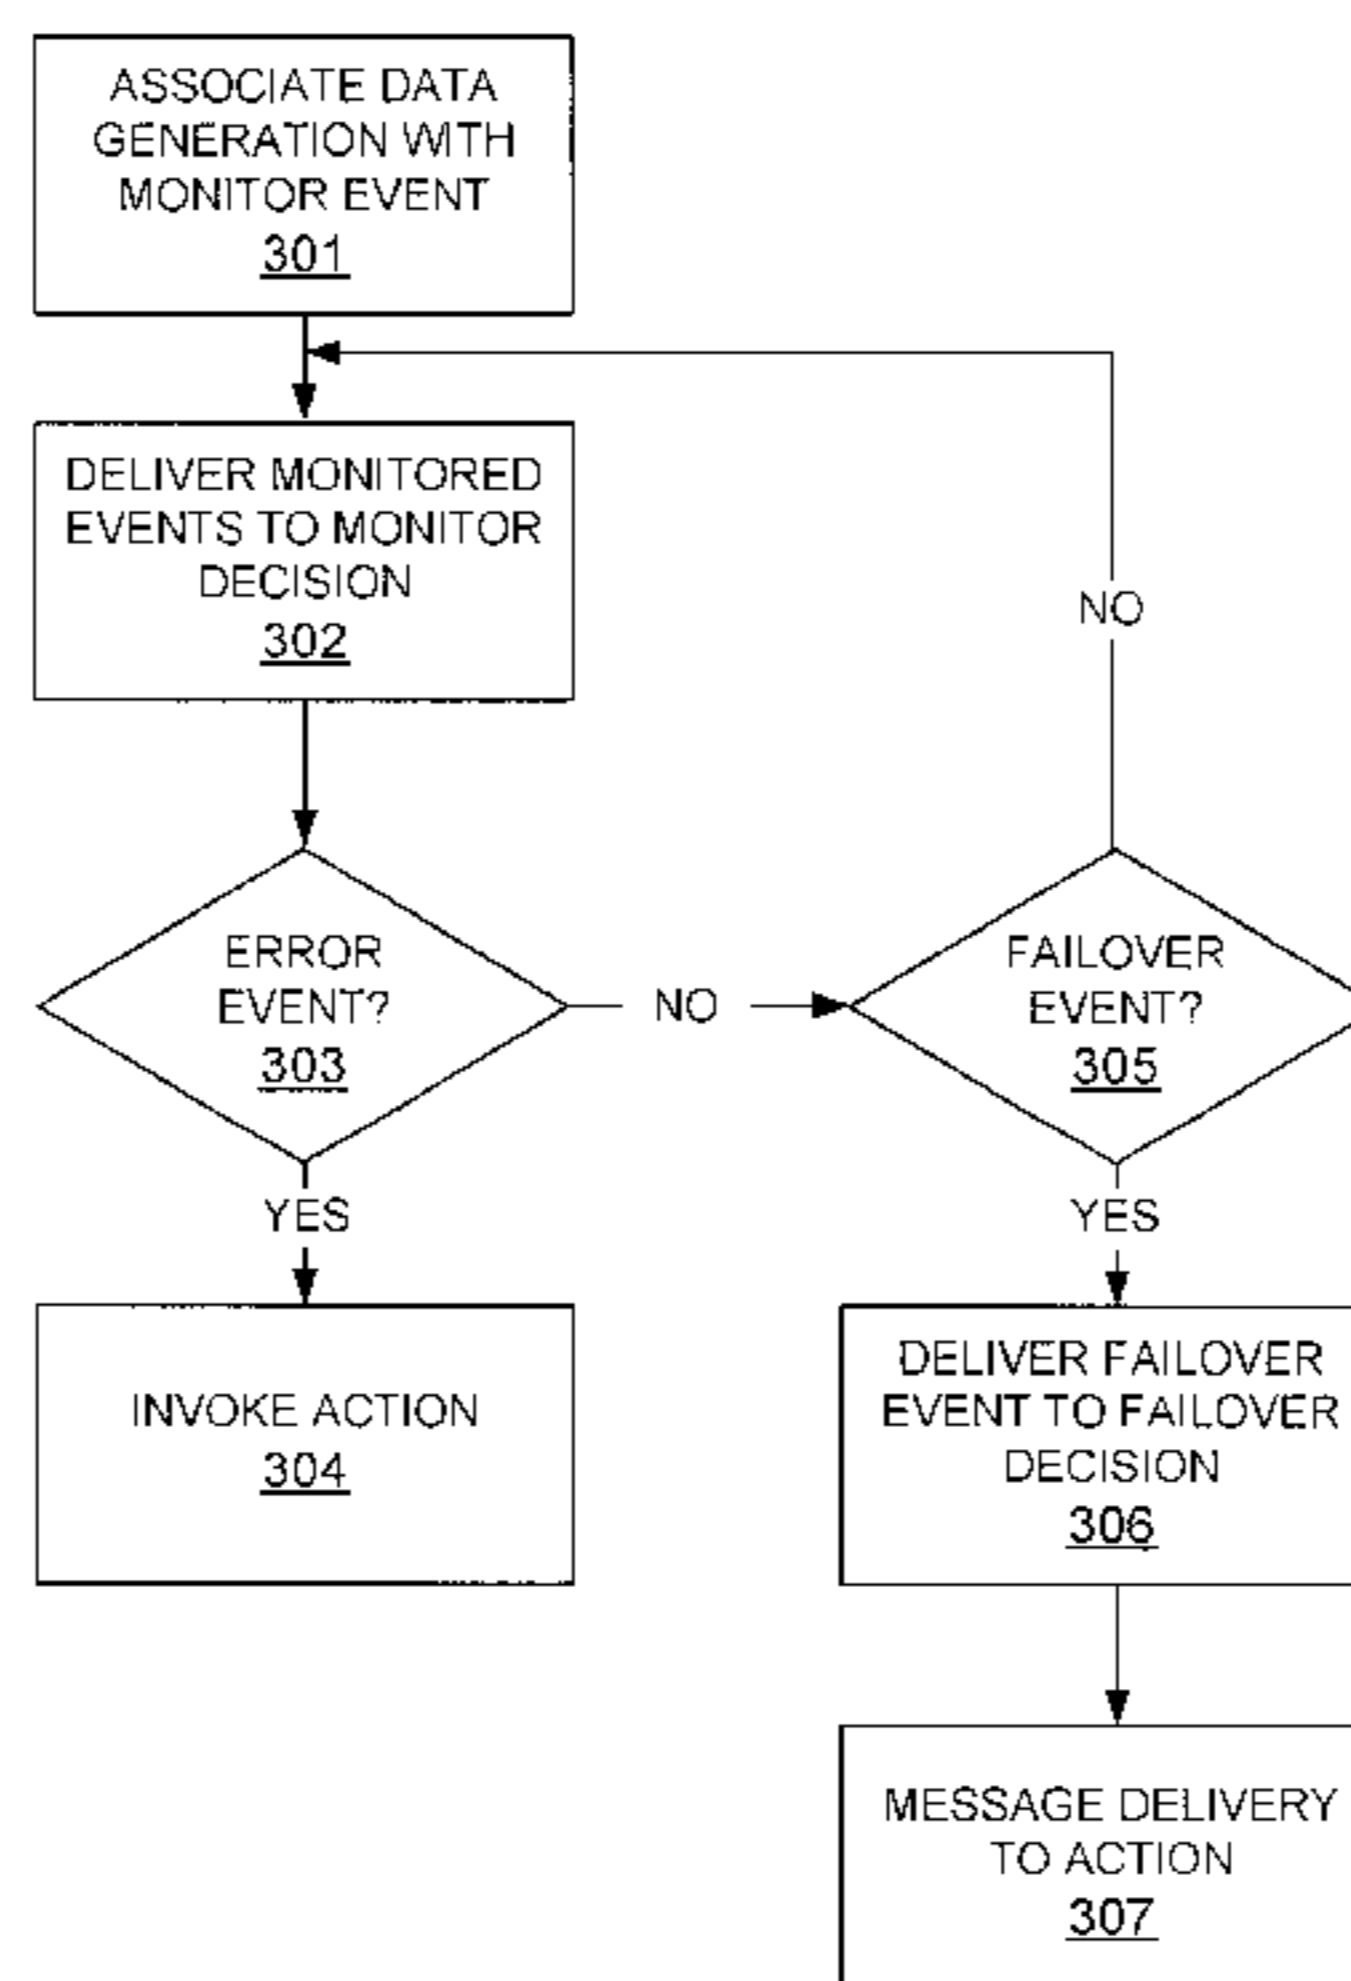 ASSOCIATE DATA
GENERATION WITH
MONITOR EVENT
301
DELIVER MONITORED
EVENTS TO MONITOR
DECISION
302
NO
ERROR
EVENT?
303
NO
FAILOVER
EVENT?
305
YES
YES
INVOKE ACTION
304
DELIVER FAILOVER
EVENT TO FAILOVER
DECISION
306
MESSAGE DELIVERY
TO ACTION
307